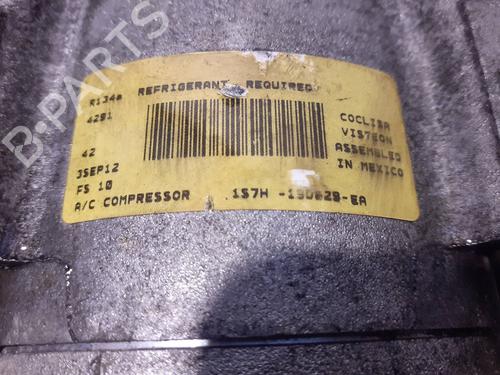 R134a REFRIGERANT REQUIRED
4291
42
3SEP12
FS 10
A/C COMPRESSOR 1S7H -19D629-EA
COCLISA
VISTEON
ASSEMBLED
IN MEXICO
B-PARTS